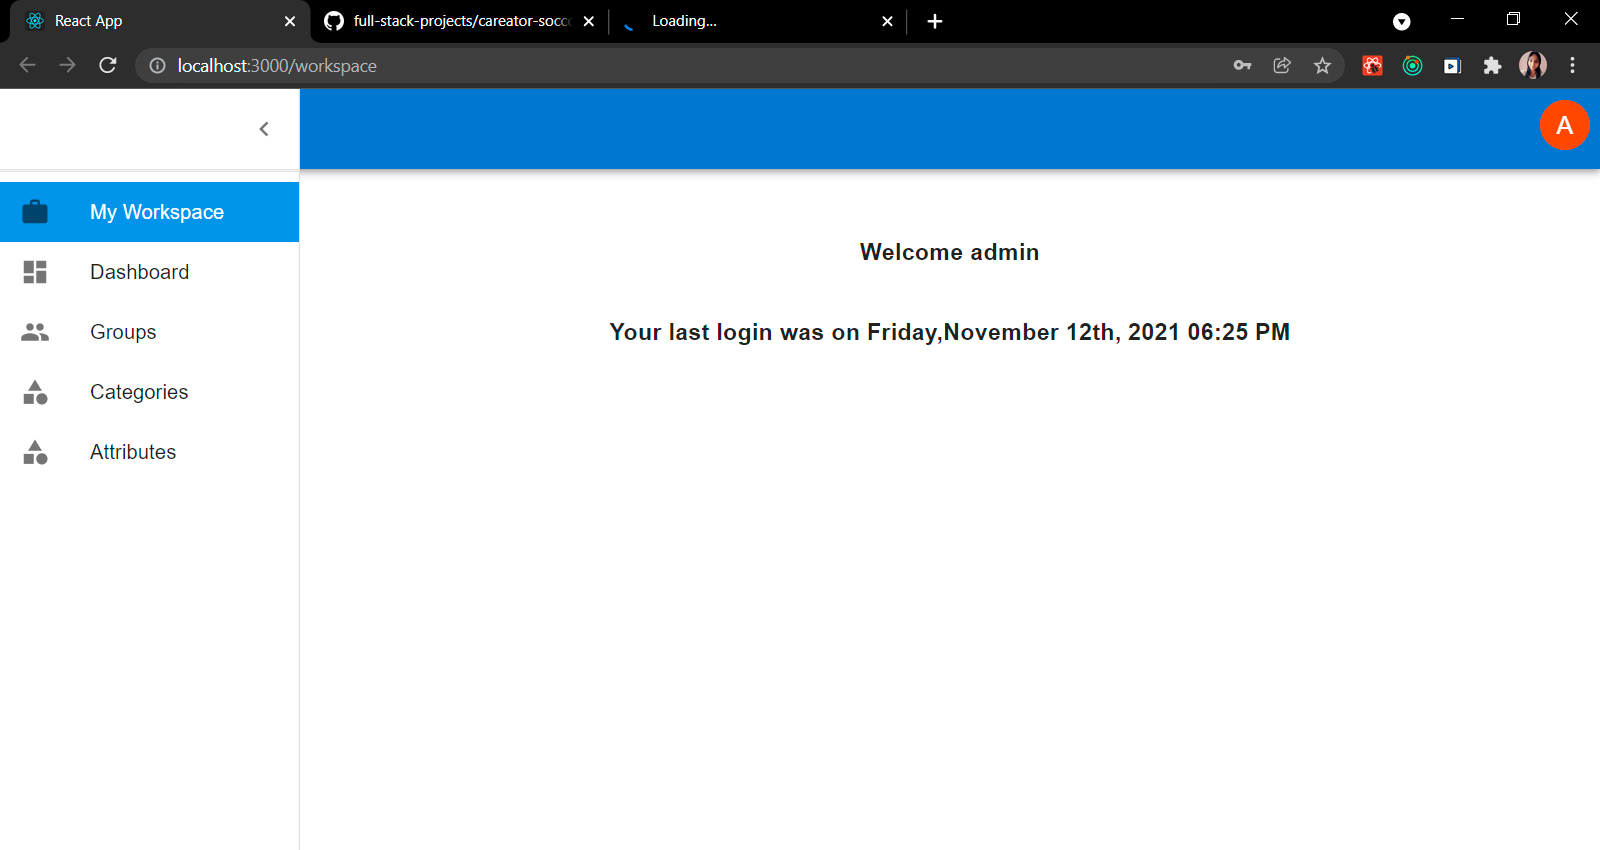 React App
full-stack-projects/careator-socc
Loading...
localhost:3000/workspace
A
My Workspace
Dashboard
Groups
Categories
Attributes
Welcome admin
Your last login was on Friday,November 12th, 2021 06:25 PM